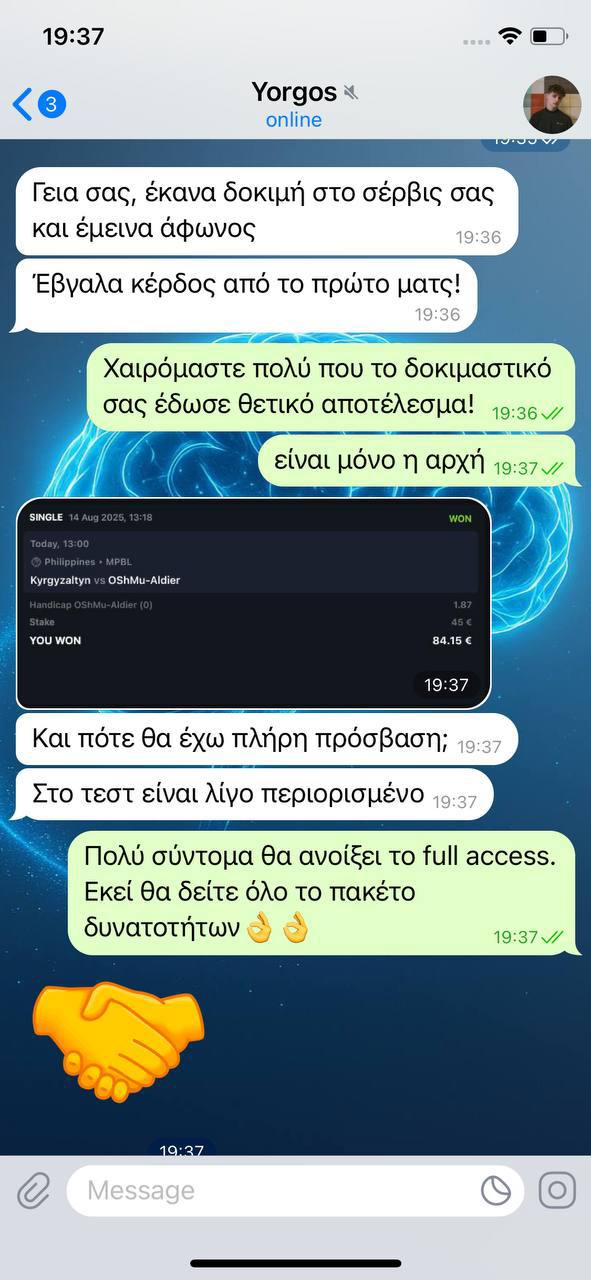 19:37
3
Yorgos
online
Γεια σας, έκανα δοκιμή στο σέρβις σας
και έμεινα άφωνος
19:36
Έβγαλα κέρδος από το πρώτο ματς!
19:36
Χαιρόμαστε πολύ που το δοκιμαστικό
σας έδωσε θετικό αποτέλεσμα! 19:36
είναι μόνο η αρχή 19:37
SINGLE 14 Aug 2025, 13:18 WON
Today, 13:00
Philippines • MPBL
Kyrgyzaltyn vs OShMu-Aldier
Handicap OShMu-Aldier (0) 1.87
Stake 45 €
YOU WON 84.15 €
19:37
Και πότε θα έχω πλήρη πρόσβαση; 19:37
Στο τεστ είναι λίγο περιορισμένο 19:37
Πολύ σύντομα θα ανοίξει το full access.
Εκεί θα δείτε όλο το πακέτο
δυνατοτήτων👌 👌 19:37
19:37
Message